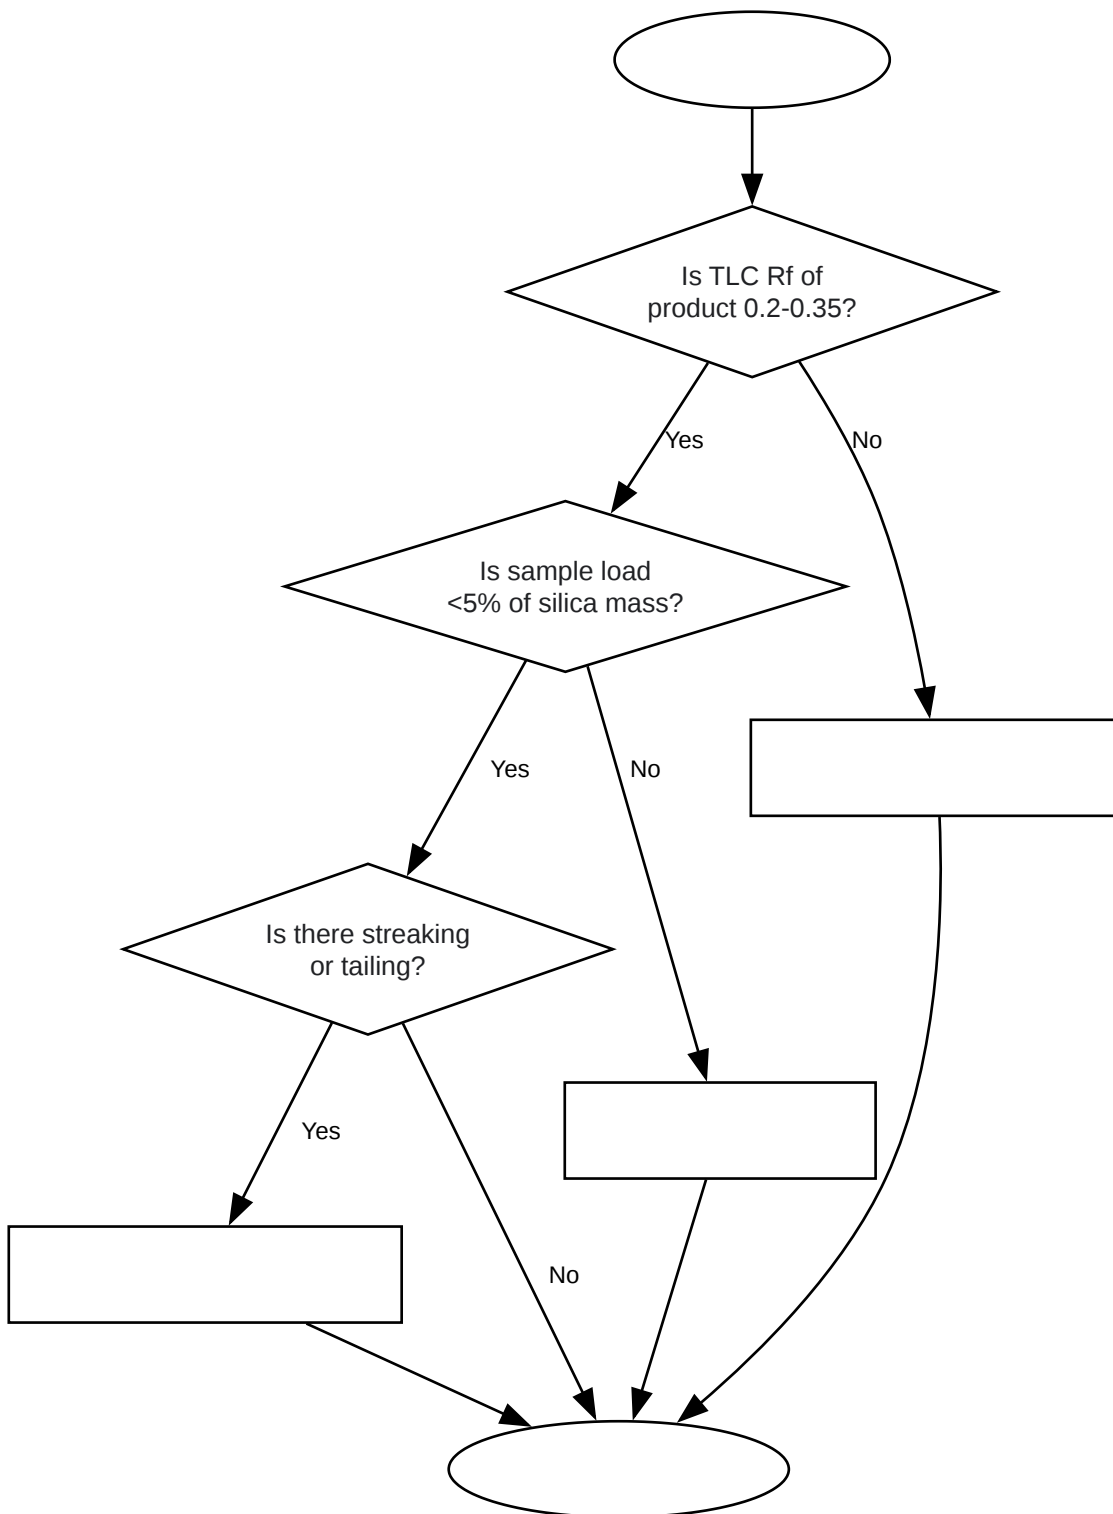 Is TLC Rf of
product 0.2-0.35?
Yes
No
Is sample load
<5% of silica mass?
Yes
No
Is there streaking
or tailing?
Yes
No